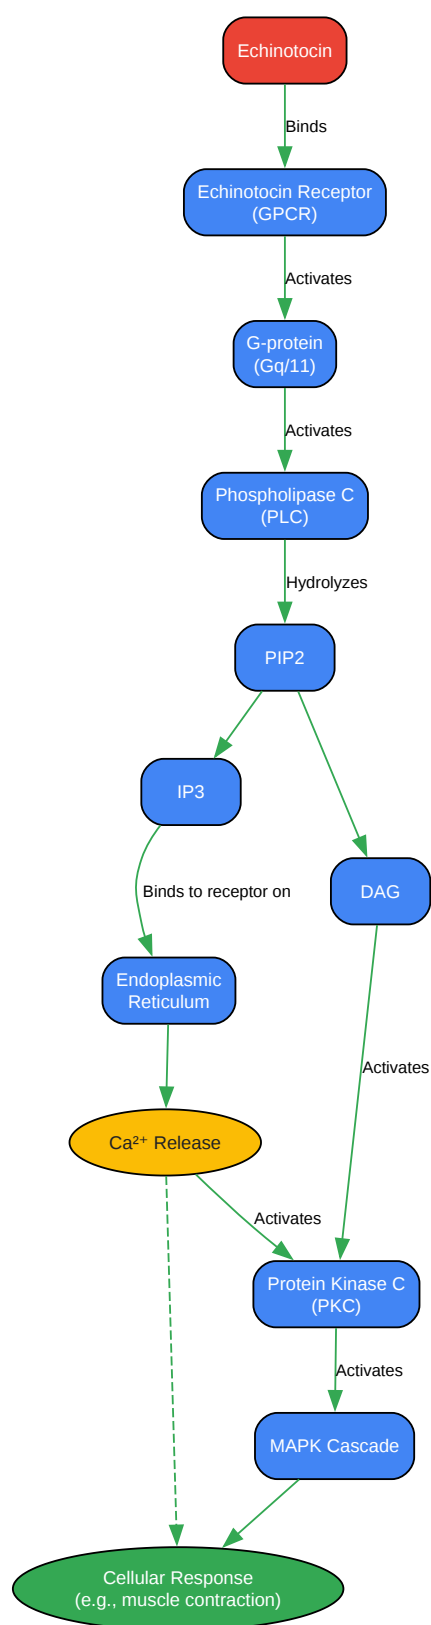 Echinotocin
Binds
Echinotocin Receptor
(GPCR)
Activates
G-protein
(Gq/11)
Activates
Phospholipase C
(PLC)
Hydrolyzes
PIP2
IP3
DAG
Binds to receptor on
Endoplasmic
Reticulum
Activates
Ca²⁺ Release
Activates
Protein Kinase C
(PKC)
Activates
MAPK Cascade
Cellular Response
(e.g., muscle contraction)